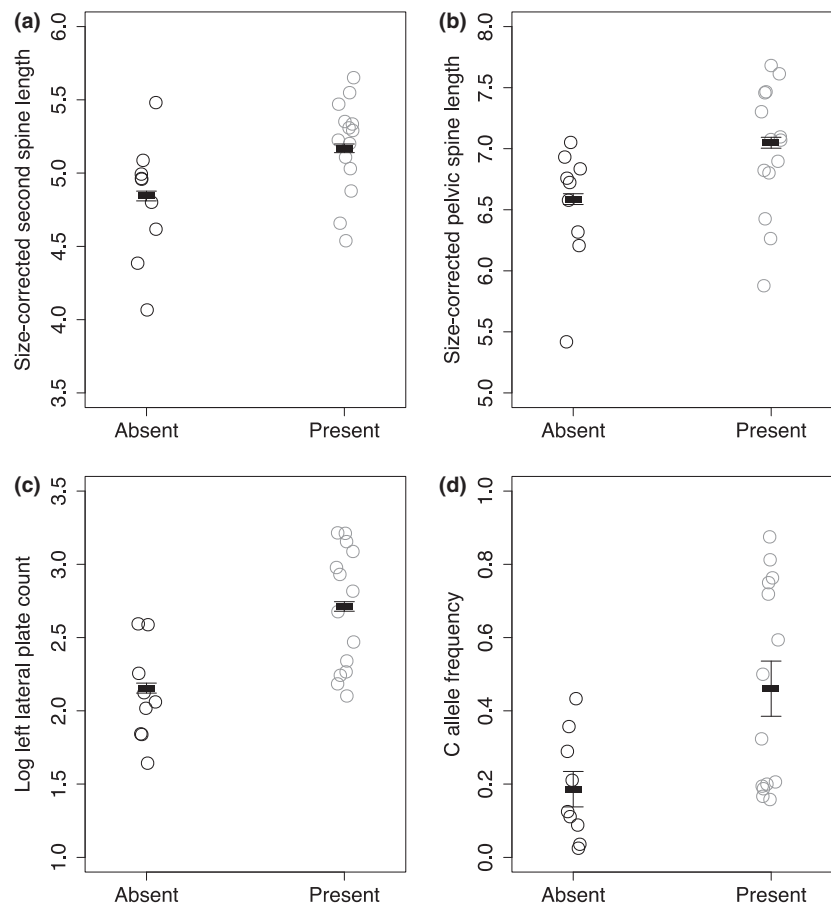 (a)
Size-corrected second spine length
6.0
5.5
5.0
4.5
4.0
3.5
Absent
Present
(b)
Size-corrected pelvic spine length
8.0
7.5
7.0
6.5
6.0
5.5
5.0
Absent
Present
(c)
Log left lateral plate count
3.5
3.0
2.5
2.0
1.5
1.0
Absent
Present
(d)
C allele frequency
1.0
0.8
0.6
0.4
0.2
0.0
Absent
Present